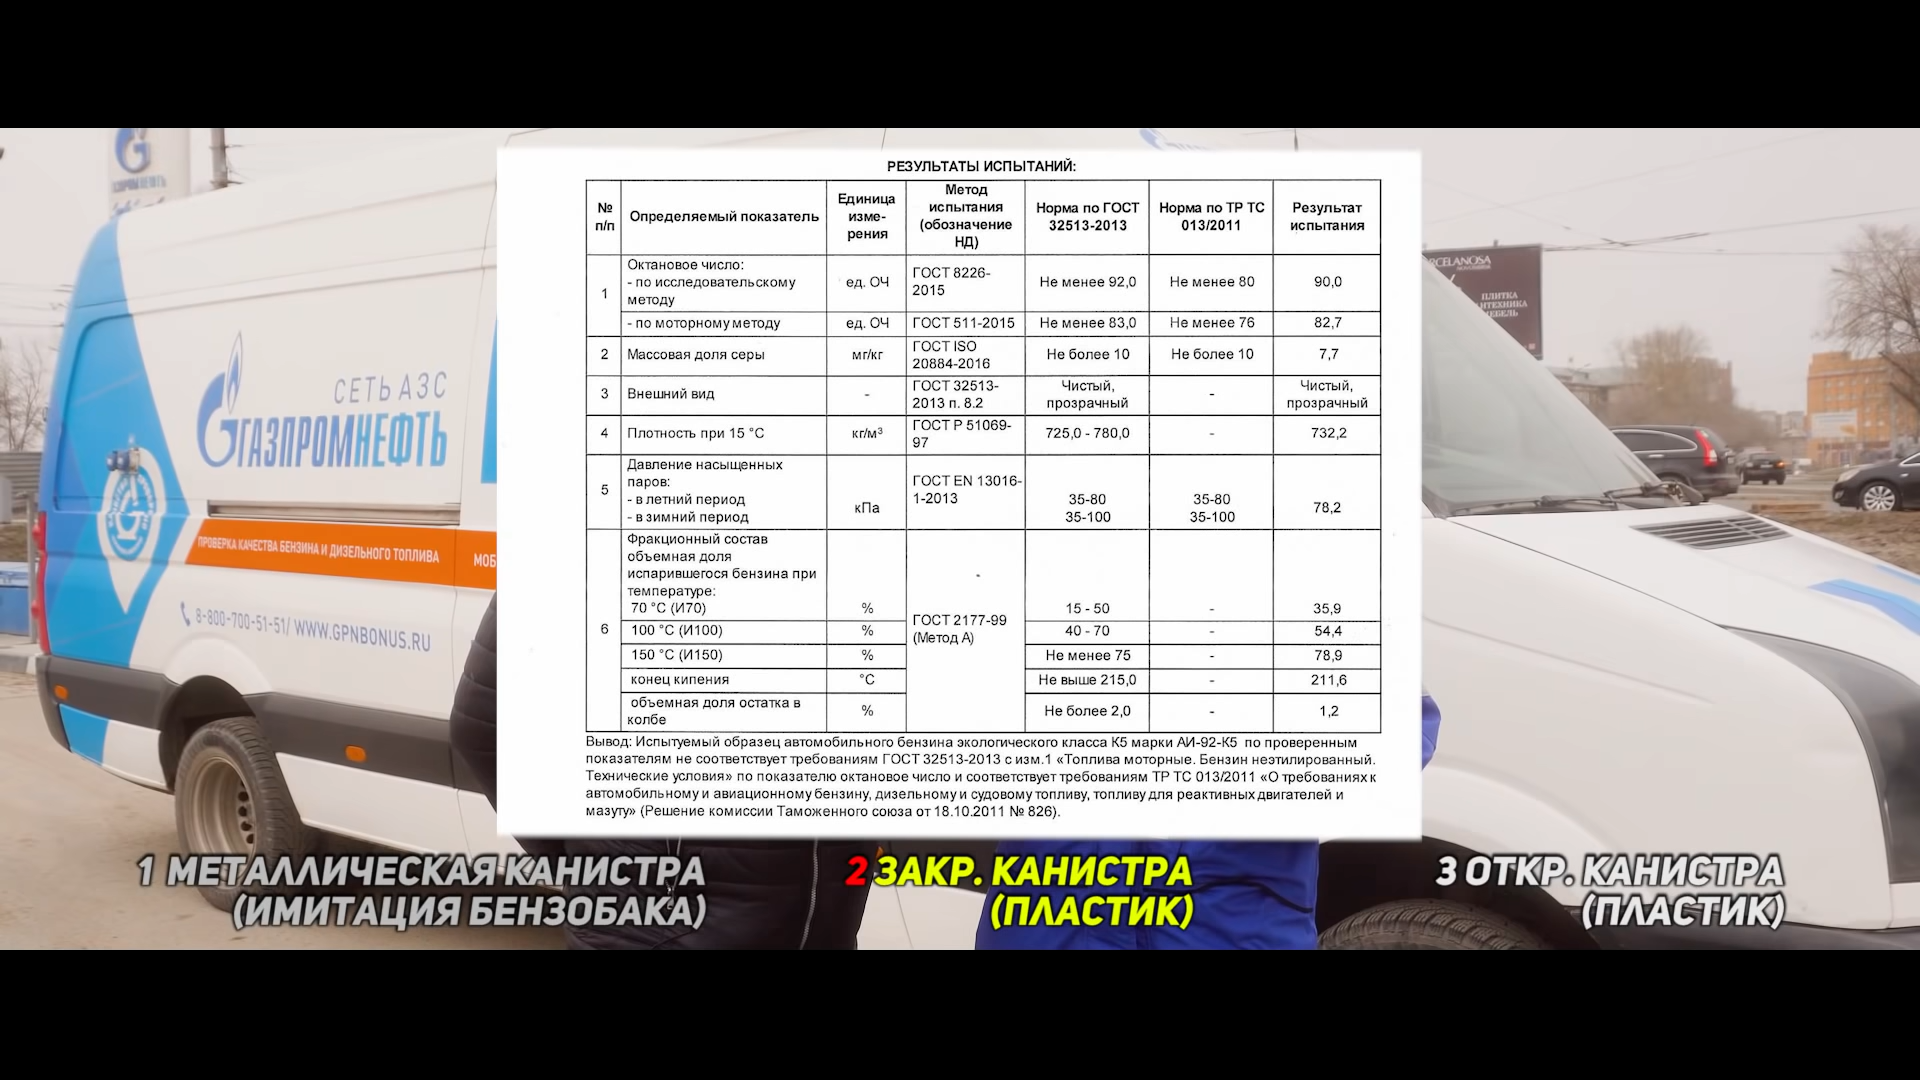 РЕЗУЛЬТАТЫ ИСПЫТАНИЙ:
№ п/п Определяемый показатель Единица изме-рения Метод испытания (обозначение НД) Норма по ГОСТ 32513-2013 Норма по ТР ТС 013/2011 Результат испытания
1 Октановое число:
- по исследовательскому методу ед. ОЧ ГОСТ 8226-2015 Не менее 92,0 Не менее 80 90,0
- по моторному методу ед. ОЧ ГОСТ 511-2015 Не менее 83,0 Не менее 76 82,7
2 Массовая доля серы мг/кг ГОСТ ISO 20884-2016 Не более 10 Не более 10 7,7
3 Внешний вид - ГОСТ 32513-2013 п. 8.2 Чистый, прозрачный - Чистый, прозрачный
4 Плотность при 15 °С кг/м³ ГОСТ Р 51069-97 725,0 - 780,0 - 732,2
5 Давление насыщенных паров: кПа ГОСТ EN 13016-1-2013 78,2
- в летний период 35-80 35-80
- в зимний период 35-100 35-100
6 Фракционный состав
объемная доля
испарившегося бензина при
температуре: ГОСТ 2177-99 (Метод А)
70 °С (И70) % 15 - 50 - 35,9
100 °С (И100) % 40 - 70 - 54,4
150 °С (И150) % Не менее 75 - 78,9
конец кипения °С Не выше 215,0 - 211,6
объемная доля остатка в колбе % Не более 2,0 - 1,2
Вывод: Испытуемый образец автомобильного бензина экологического класса К5 марки АИ-92-К5 по проверенным
показателям не соответствует требованиям ГОСТ 32513-2013 с изм.1 «Топлива моторные. Бензин неэтилированный.
Технические условия» по показателю октановое число и соответствует требованиям ТР ТС 013/2011 «О требованиях к
автомобильному и авиационному бензину, дизельному и судовому топливу, топливу для реактивных двигателей и
мазуту» (Решение комиссии Таможенного союза от 18.10.2011 № 826).
СЕТЬ АЗС
ГАЗПРОМНЕФТЬ
ПРОВЕРКА КАЧЕСТВА БЕНЗИНА И ДИЗЕЛЬНОГО ТОПЛИВА
МОБ
8-800-700-51-51/ WWW.GPNBONUS.RU
RCELANOSA
ПЛИТКА
НТЕХНИКА
МЕБЕЛЬ
1 МЕТАЛЛИЧЕСКАЯ КАНИСТРА
(ИМИТАЦИЯ БЕНЗОБАКА)
2 ЗАКР. КАНИСТРА
(ПЛАСТИК)
3 ОТКР. КАНИСТРА
(ПЛАСТИК)